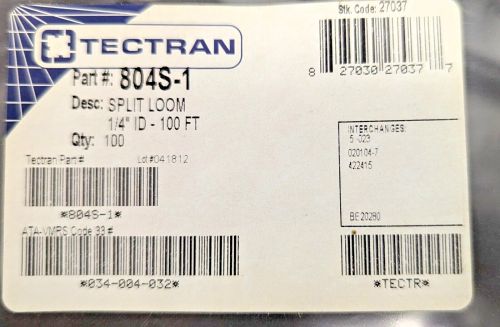 TECTRAN
Stk. Code: 27037
8 27030 27037 7
Part #: 804S-1
Desc: SPLIT LOOM
1/4" ID - 100 FT
Qty: 100
Tectran Part#
Lot#041812
*804S-1*
INTERCHANGES:
020104-7
422415
BE20280
ATA-VMRS Code 33 #
*034-004-032*
*TECTR*